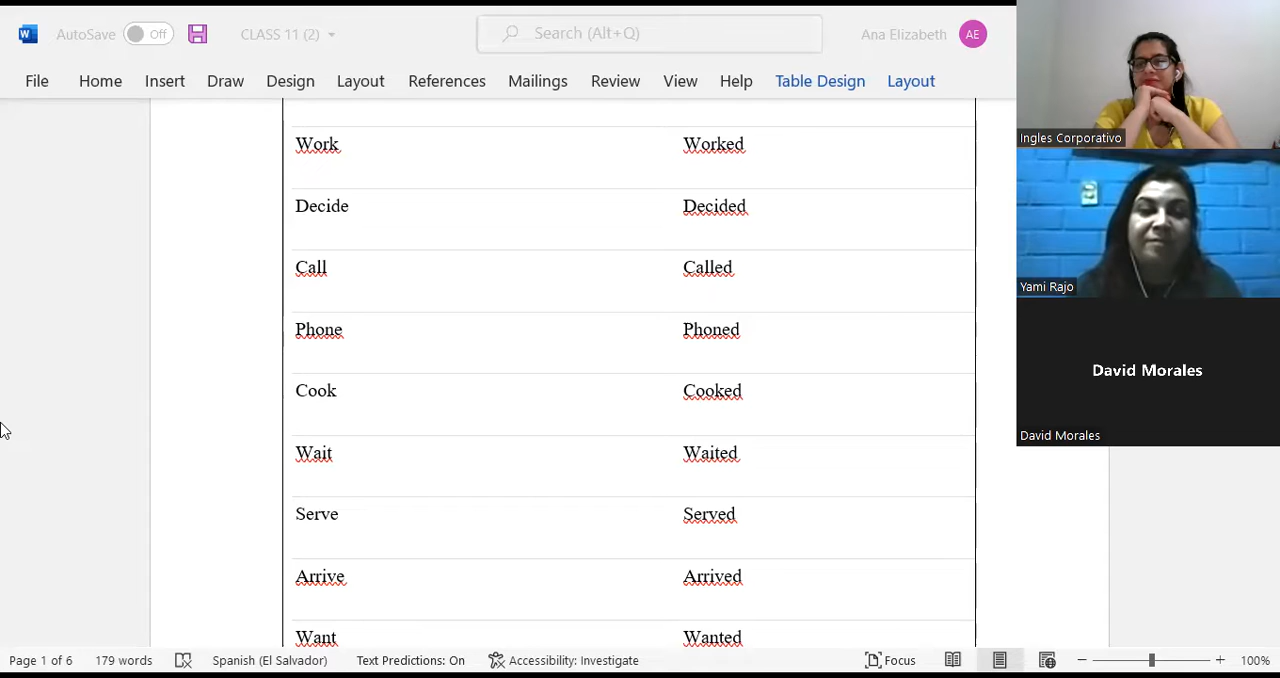 AutoSave Off CLASS 11 (2) Search (Alt+Q) Ana Elizabeth AE
File Home Insert Draw Design Layout References Mailings Review View Help Table Design Layout
Work Worked
Decide Decided
Call Called
Phone Phoned
Cook Cooked
Wait Waited
Serve Served
Arrive Arrived
Want Wanted
Page 1 of 6 179 words Spanish (El Salvador) Text Predictions: On Accessibility: Investigate Focus 100%
Ingles Corporativo
Yami Rajo
David Morales
David Morales